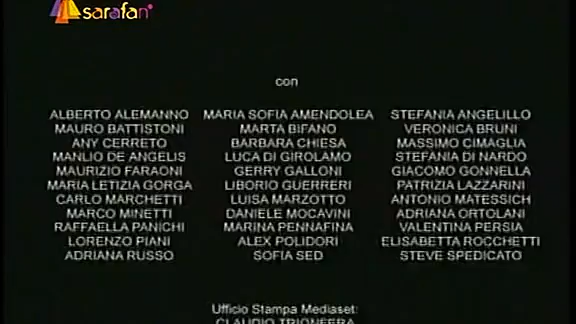 sarafan
con
ALBERTO ALEMANNO MARIA SOFIA AMENDOLEA STEFANIA ANGELILLO
MAURO BATTISTONI MARTA BIFANO VERONICA BRUNI
ANY CERRETO BARBARA CHIESA MASSIMO CIMAGLIA
MANLIO DE ANGELIS LUCA DI GIROLAMO STEFANIA DI NARDO
MAURIZIO FARAONI GERRY GALLONI GIACOMO GONNELLA
MARIA LETIZIA GORGA LIBORIO GUERRERI PATRIZIA LAZZARINI
CARLO MARCHETTI LUISA MARZOTTO ANTONIO MATESSICH
MARCO MINETTI DANIELE MOCAVINI ADRIANA ORTOLANI
RAFFAELLA PANICHI MARINA PENNAFINA VALENTINA PERSIA
LORENZO PIANI ALEX POLIDORI ELISABETTA ROCCHETTI
ADRIANA RUSSO SOFIA SED STEVE SPEDICATO
Ufficio Stampa Mediaset:
CLAUDIO TRIONFERA